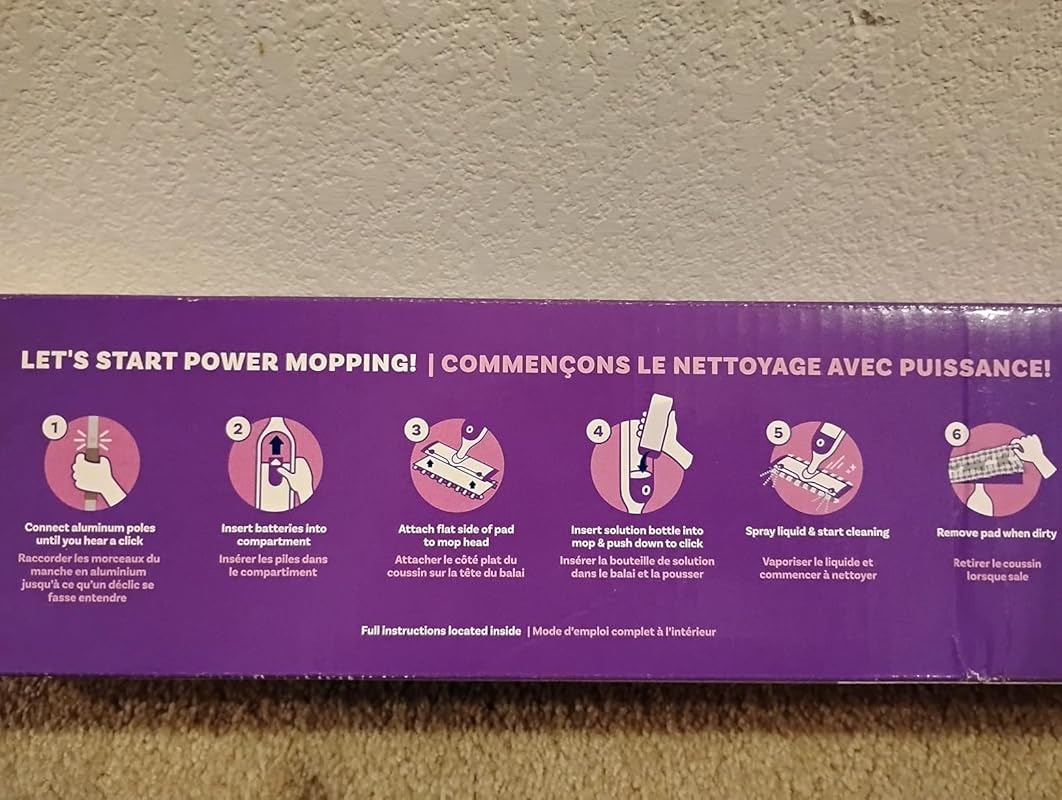 LET'S START POWER MOPPING! | COMMENÇONS LE NETTOYAGE AVEC PUISSANCE!
1
Connect aluminum poles
until you hear a click
Raccorder les morceaux du
manche en aluminium
jusqu'à ce qu'un déclic se
fasse entendre
2
Insert batteries into
compartment
Insérer les piles dans
le compartiment
3
Attach flat side of pad
to mop head
Attacher le côté plat du
coussin sur la tête du balai
4
Insert solution bottle into
mop & push down to click
Insérer la bouteille de solution
dans le balai et la pousser
5
Spray liquid & start cleaning
Vaporiser le liquide et
commencer à nettoyer
6
Remove pad when dirty
Retirer le coussin
lorsque sale
Full instructions located inside | Mode d'emploi complet à l'intérieur